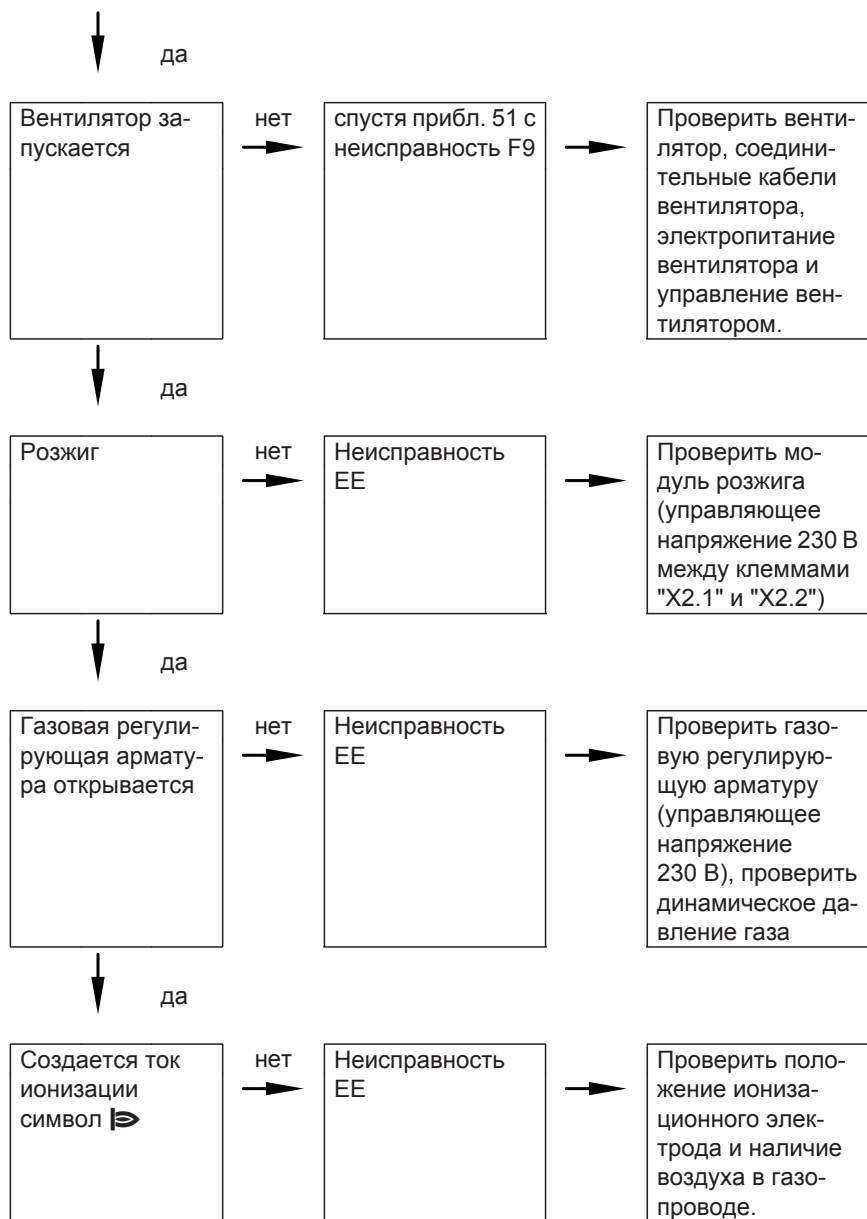 да
Вентилятор за-
пускается
нет
спустя прибл. 51 с
неисправность F9
Проверить венти-
лятор, соедини-
тельные кабели
вентилятора,
электропитание
вентилятора и
управление вен-
тилятором.
да
Розжиг
нет
Неисправность
EE
Проверить мо-
дуль розжига
(управляющее
напряжение 230 В
между клеммами
"X2.1" и "X2.2")
да
Газовая регули-
рующая армату-
ра открывается
нет
Неисправность
EE
Проверить газо-
вую регулирую-
щую арматуру
(управляющее
напряжение
230 В), проверить
динамическое да-
вление газа
да
Создается ток
ионизации
символ
нет
Неисправность
EE
Проверить поло-
жение иониза-
ционного элек-
трода и наличие
воздуха в газо-
проводе.